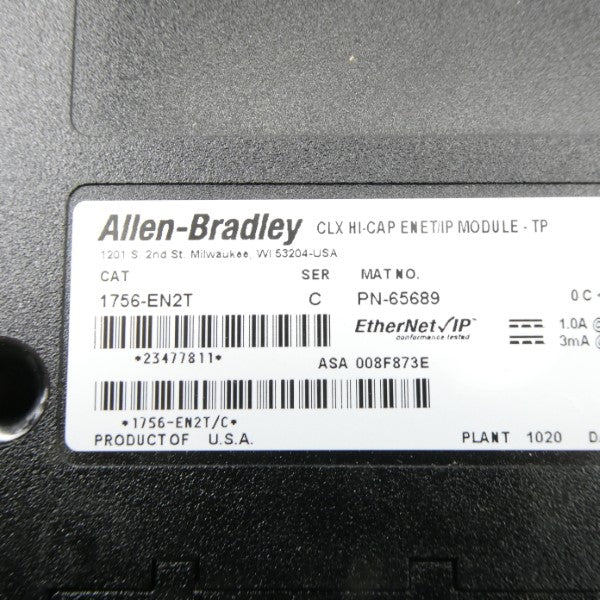 Allen-Bradley CLX HI-CAP ENET/IP MODULE - TP
1201 S. 2nd St. Milwaukee, WI 53204-USA
CAT SER MAT NO.
1756-EN2T C PN-65689 0 C
EtherNet/IP 1.0A @
conformance tested 3mA @
*23477811* ASA 008F873E
*1756-EN2T/C*
PRODUCT OF U.S.A. PLANT 1020 D